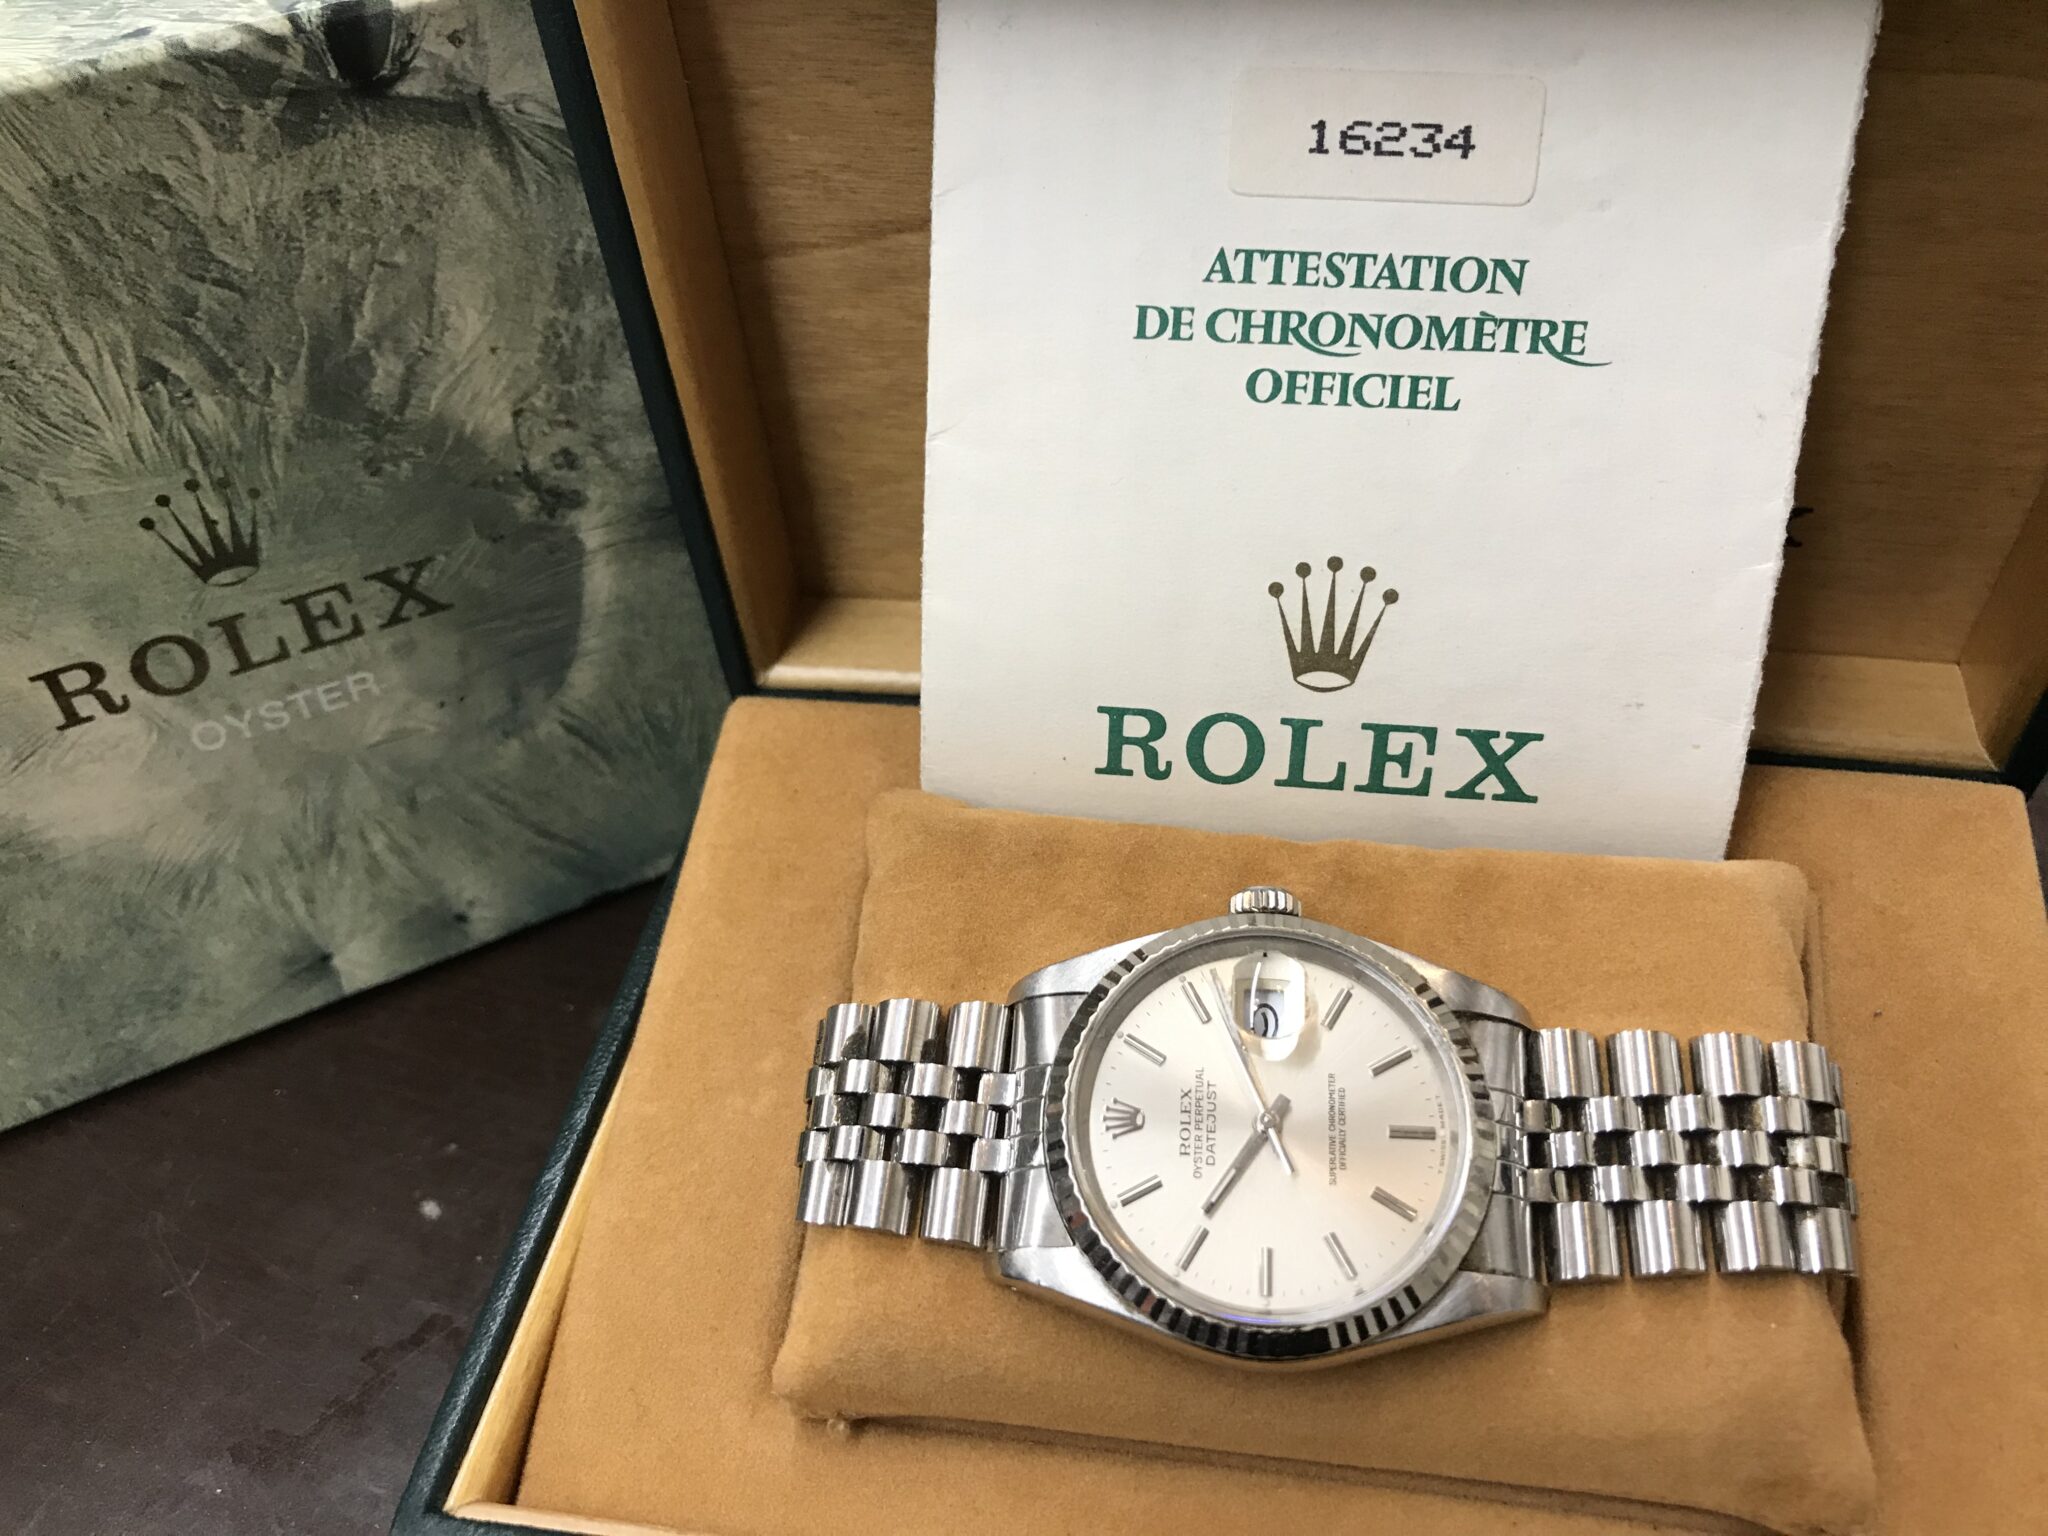 16234
ATTESTATION
DE CHRONOMÈTRE
OFFICIEL
ROLEX
ROLEX
OYSTER
ROLEX
OYSTER PERPETUAL
DATEJUST
SUPERLATIVE CHRONOMETER
OFFICIALLY CERTIFIED